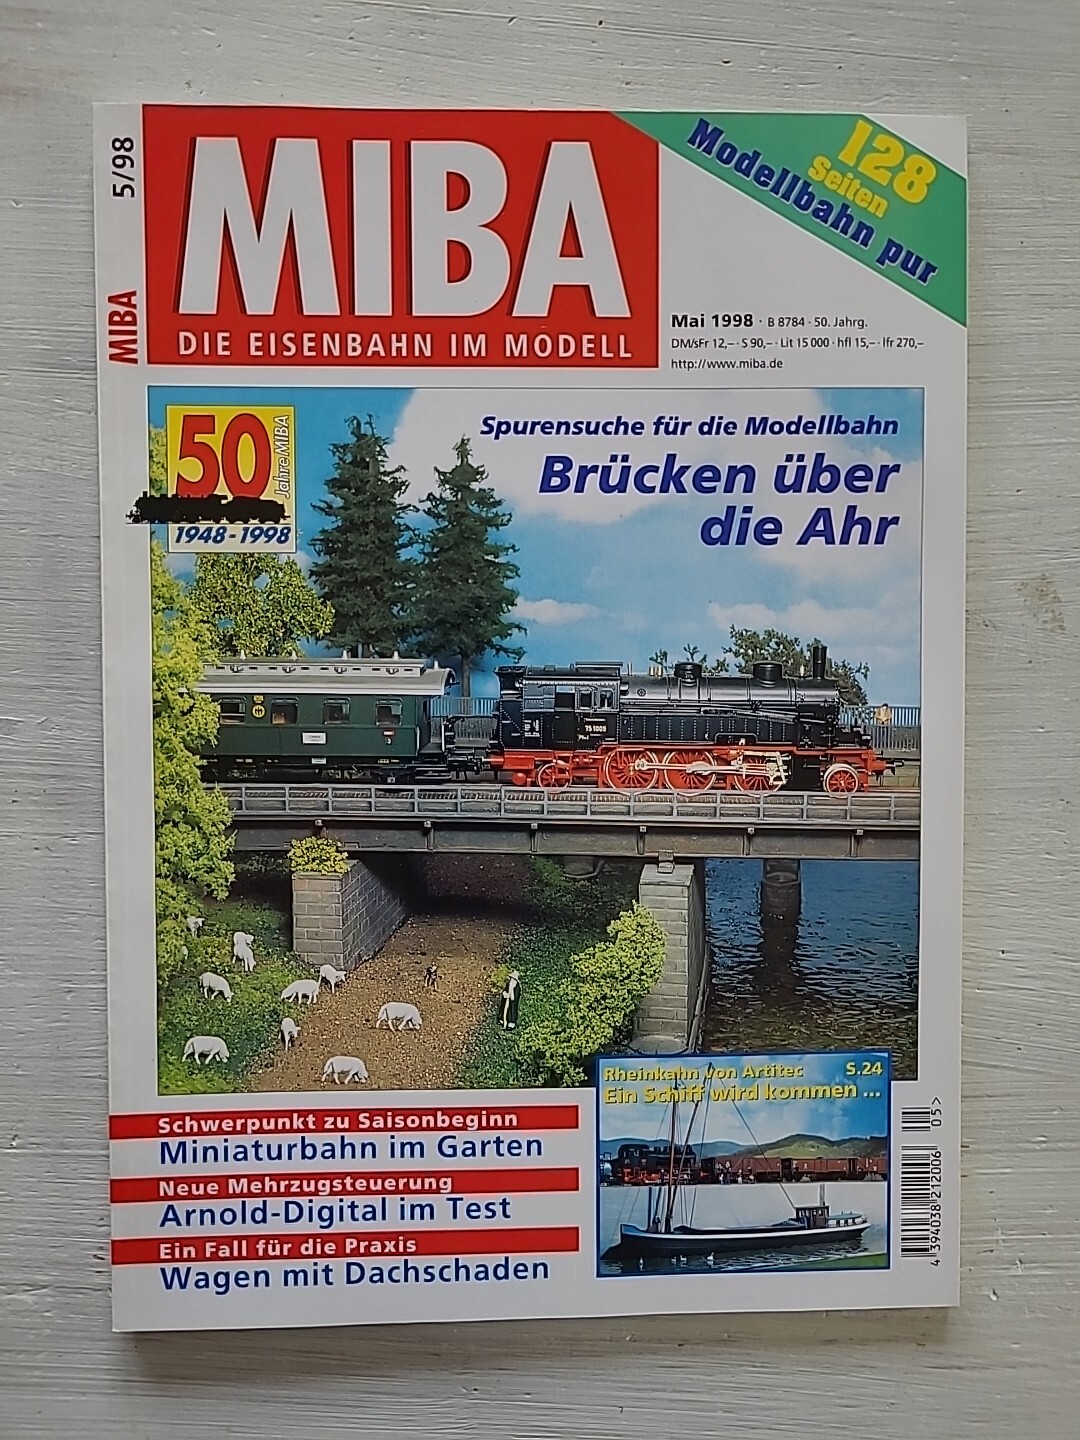 5/98
MIBA
MIBA
DIE EISENBAHN IM MODELL
128
Seiten
Modellbahn pur
Mai 1998 · B 8784 · 50. Jahrg.
DM/sFr 12,– · S 90,– · Lit 15 000 · hfl 15,– · lfr 270,–
http://www.miba.de
50
Jahre MIBA
1948 - 1998
Spurensuche für die Modellbahn
Brücken über
die Ahr
75 1005
Rheinkahn von Artitec S.24
Ein Schiff wird kommen ...
Schwerpunkt zu Saisonbeginn
Miniaturbahn im Garten
Neue Mehrzugsteuerung
Arnold-Digital im Test
Ein Fall für die Praxis
Wagen mit Dachschaden
4 394038 212006
05>